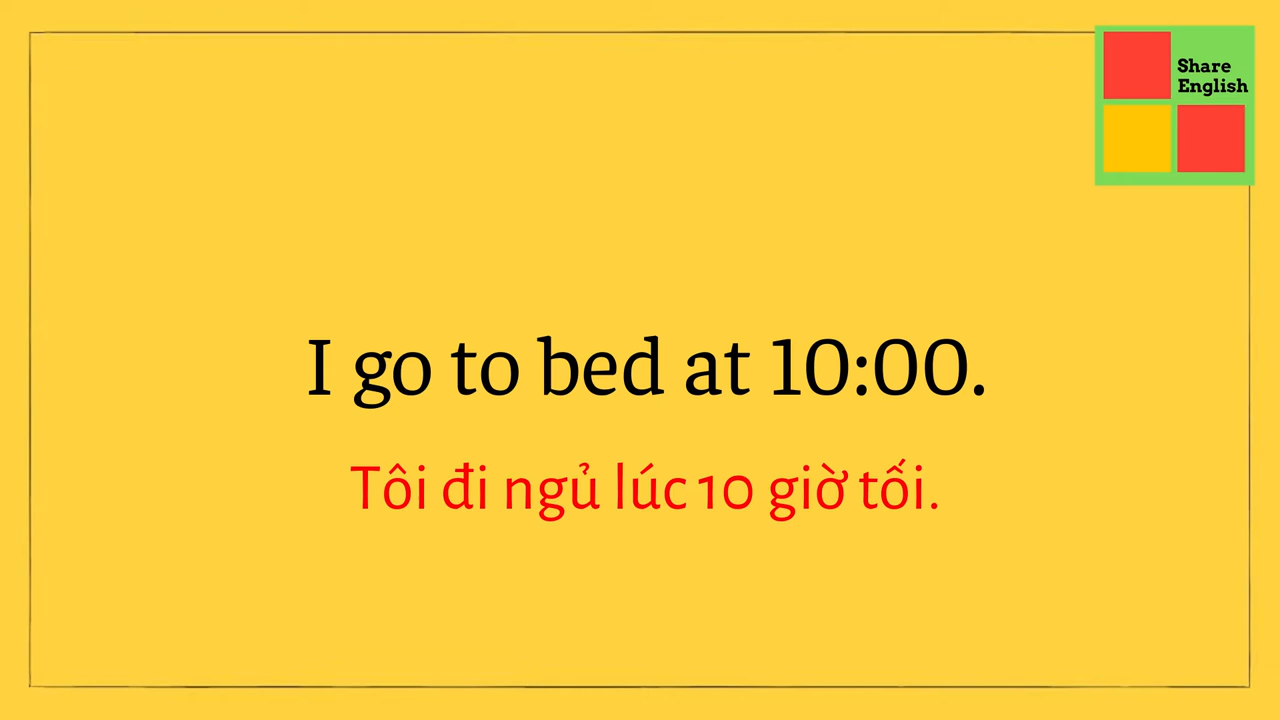 Share
English
I go to bed at 10:00.
Tôi đi ngủ lúc 10 giờ tối.